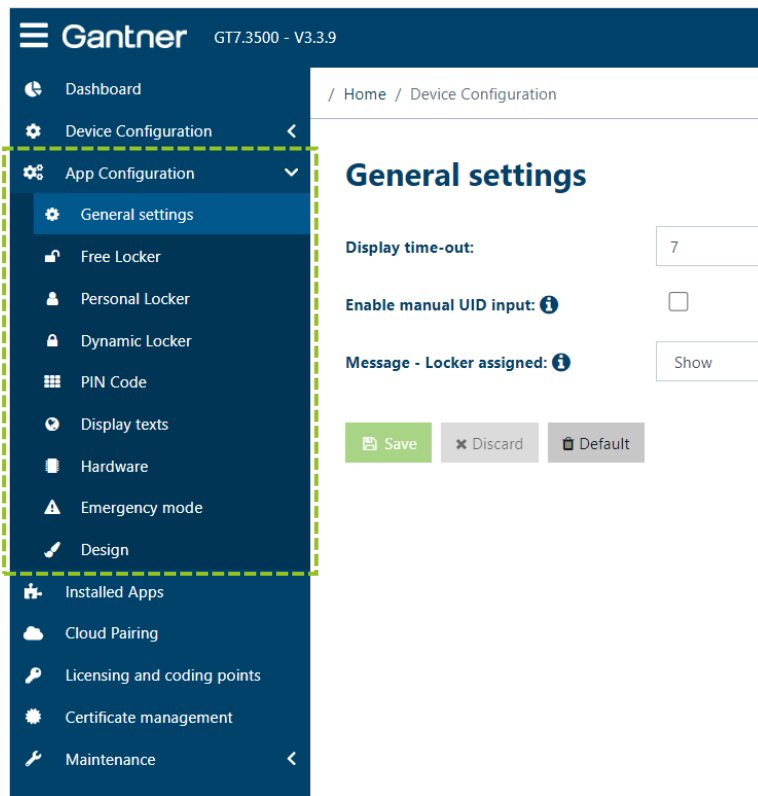 Gantner GT7.3500 - V3.3.9
Dashboard
Device Configuration
App Configuration
General settings
Free Locker
Personal Locker
Dynamic Locker
PIN Code
Display texts
Hardware
Emergency mode
Design
Installed Apps
Cloud Pairing
Licensing and coding points
Certificate management
Maintenance
/ Home / Device Configuration
General settings
Display time-out: 7
Enable manual UID input:
Message - Locker assigned: Show
Save Discard Default